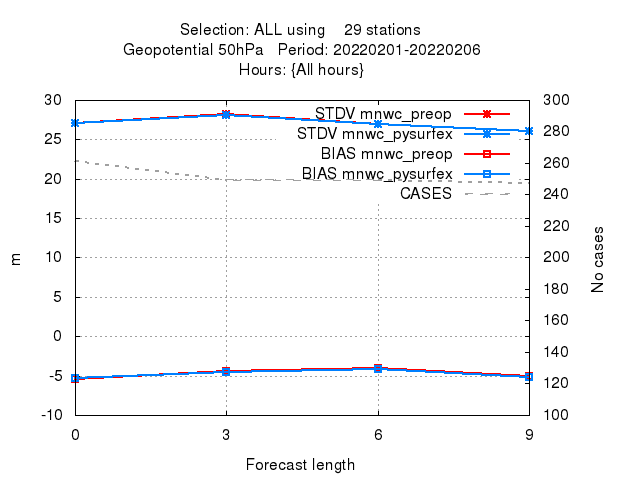 Selection: ALL using    29 stations
Geopotential 50hPa   Period: 20220201-20220206
Hours: {All hours}
30
25
20
15
10
5
0
-5
-10
m
300
280
260
240
220
200
180
160
140
120
100
No cases
STDV mnwc_preop
STDV mnwc_pysurfex
BIAS mnwc_preop
BIAS mnwc_pysurfex
CASES
0 3 6 9
Forecast length